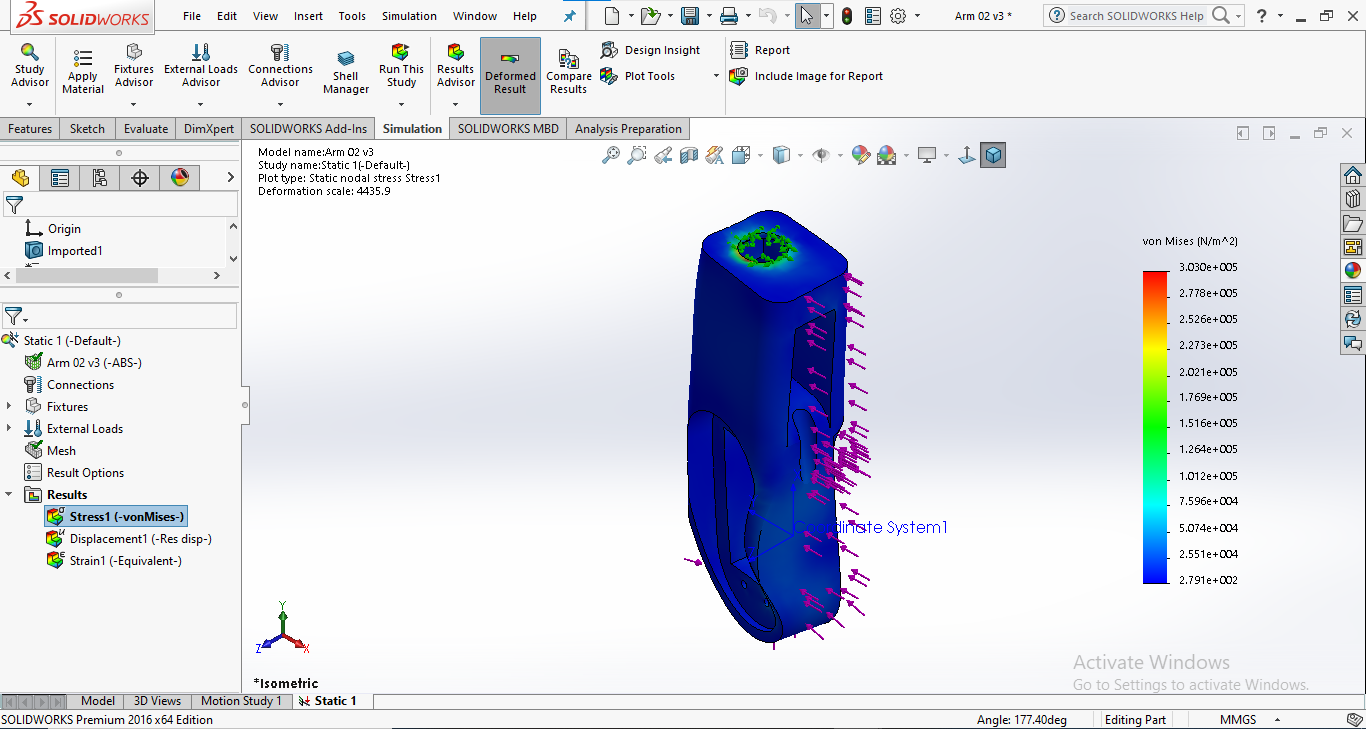 SOLIDWORKS File Edit View Insert Tools Simulation Window Help Arm 02 v3 * Search SOLIDWORKS Help
Study Advisor
Apply Material
Fixtures Advisor
External Loads Advisor
Connections Advisor
Shell Manager
Run This Study
Results Advisor
Deformed Result
Compare Results
Design Insight
Plot Tools
Report
Include Image for Report
Features Sketch Evaluate DimXpert SOLIDWORKS Add-Ins Simulation SOLIDWORKS MBD Analysis Preparation
Model name:Arm 02 v3
Study name:Static 1(-Default-)
Plot type: Static nodal stress Stress1
Deformation scale: 4435.9
Origin
Imported1
Static 1 (-Default-)
Arm 02 v3 (-ABS-)
Connections
Fixtures
External Loads
Mesh
Result Options
Results
Stress1 (-vonMises-)
Displacement1 (-Res disp-)
Strain1 (-Equivalent-)
von Mises (N/m^2)
3.030e+005
2.778e+005
2.526e+005
2.273e+005
2.021e+005
1.769e+005
1.516e+005
1.264e+005
1.012e+005
7.596e+004
5.074e+004
2.551e+004
2.791e+002
Coordinate System1
Y
Z
X
*Isometric
Activate Windows
Go to Settings to activate Windows.
Model 3D Views Motion Study 1 Static 1
SOLIDWORKS Premium 2016 x64 Edition Angle: 177.40deg Editing Part MMGS